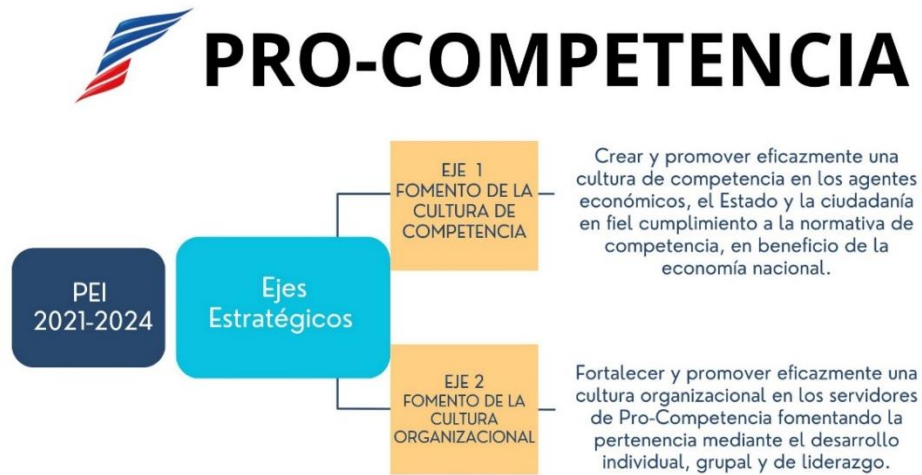 PRO-COMPETENCIA
PEI
2021-2024
Ejes
Estratégicos
EJE 1
FOMENTO DE LA
CULTURA DE
COMPETENCIA
Crear y promover eficazmente una
cultura de competencia en los agentes
económicos, el Estado y la ciudadanía
en fiel cumplimiento a la normativa de
competencia, en beneficio de la
economía nacional.
EJE 2
FOMENTO DE LA
CULTURA
ORGANIZACIONAL
Fortalecer y promover eficazmente una
cultura organizacional en los servidores
de Pro-Competencia fomentando la
pertenencia mediante el desarrollo
individual, grupal y de liderazgo.